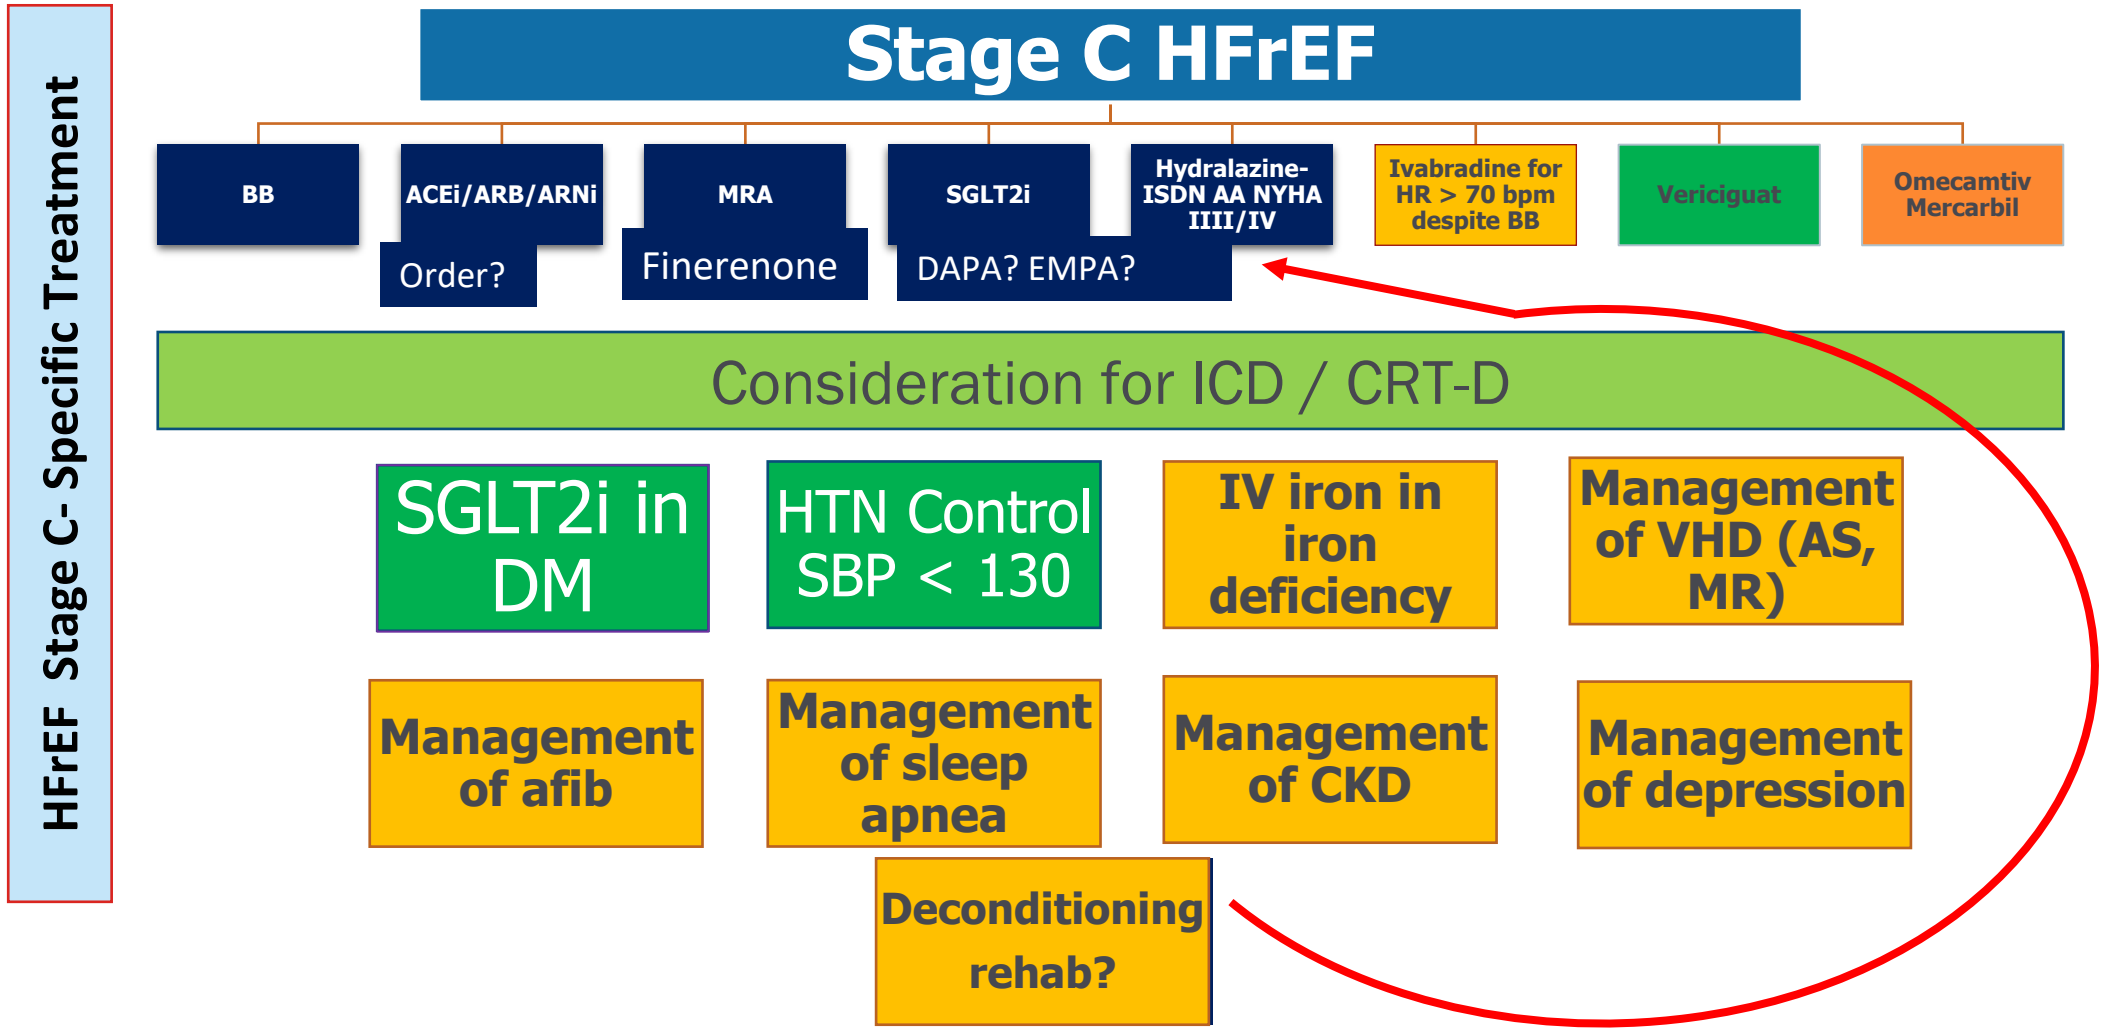 HFrEF Stage C- Specific Treatment
Stage C HFrEF
BB
ACEi/ARB/ARNi
MRA
SGLT2i
Hydralazine-
ISDN AA NYHA
IIII/IV
Ivabradine for
HR > 70 bpm
despite BB
Vericiguat
Omecamtiv
Mercarbil
Order?
Finerenone
DAPA? EMPA?
Consideration for ICD / CRT-D
SGLT2i in
DM
HTN Control
SBP < 130
IV iron in
iron
deficiency
Management
of VHD (AS,
MR)
Management
of afib
Management
of sleep
apnea
Management
of CKD
Management
of depression
Deconditioning
rehab?